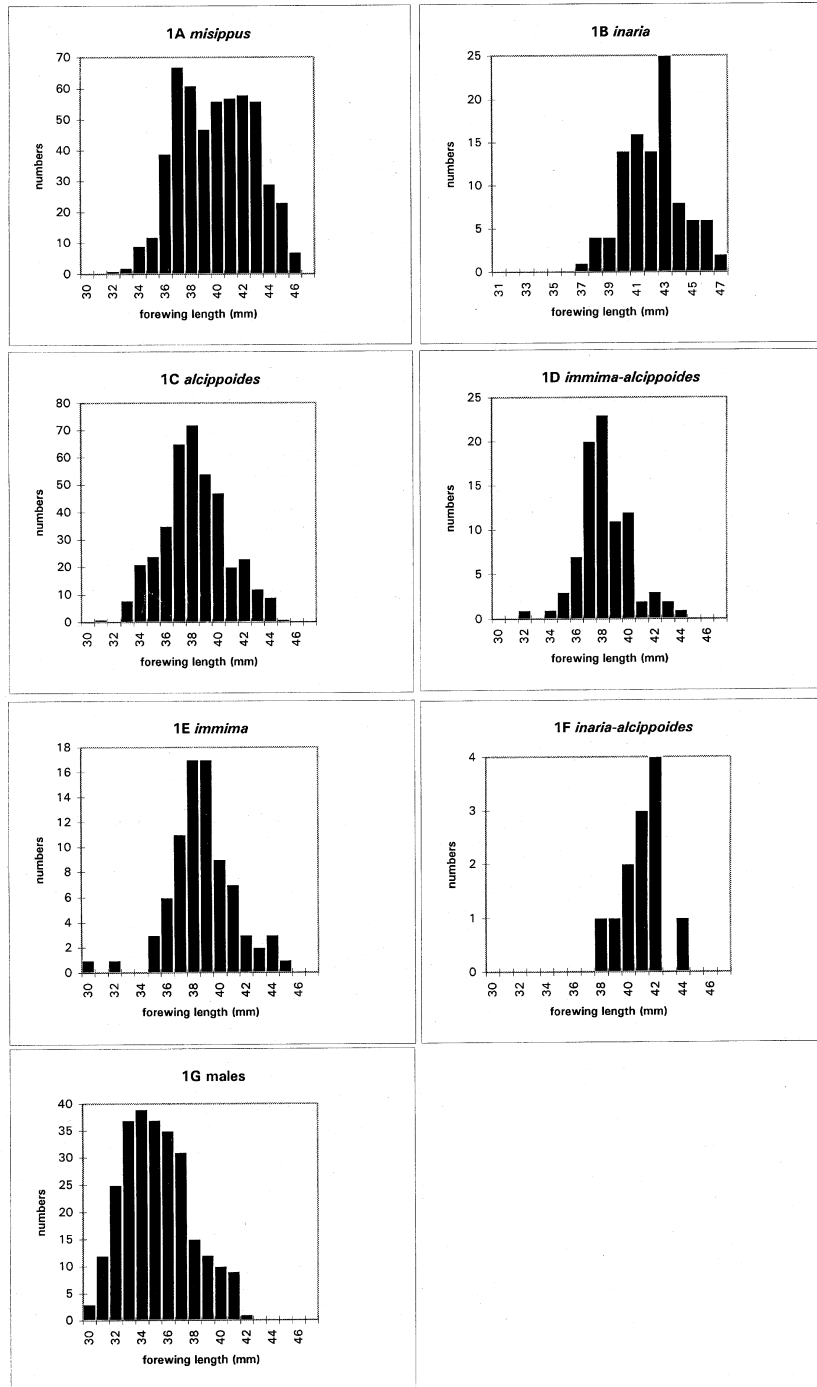 1A misippus
70
60
50
40
30
20
10
0
numbers
30 32 34 36 38 40 42 44 46
forewing length (mm)
1B inaria
25
20
15
10
5
0
numbers
31 33 35 37 39 41 43 45 47
forewing length (mm)
1C alcippoides
80
70
60
50
40
30
20
10
0
numbers
30 32 34 36 38 40 42 44 46
forewing length (mm)
1D immima-alcippoides
25
20
15
10
5
0
numbers
30 32 34 36 38 40 42 44 46
forewing length (mm)
1E immima
18
16
14
12
10
8
6
4
2
0
numbers
30 32 34 36 38 40 42 44 46
forewing length (mm)
1F inaria-alcippoides
4
3
2
1
0
numbers
30 32 34 36 38 40 42 44 46
forewing length (mm)
1G males
40
35
30
25
20
15
10
5
0
numbers
30 32 34 36 38 40 42 44 46
forewing length (mm)